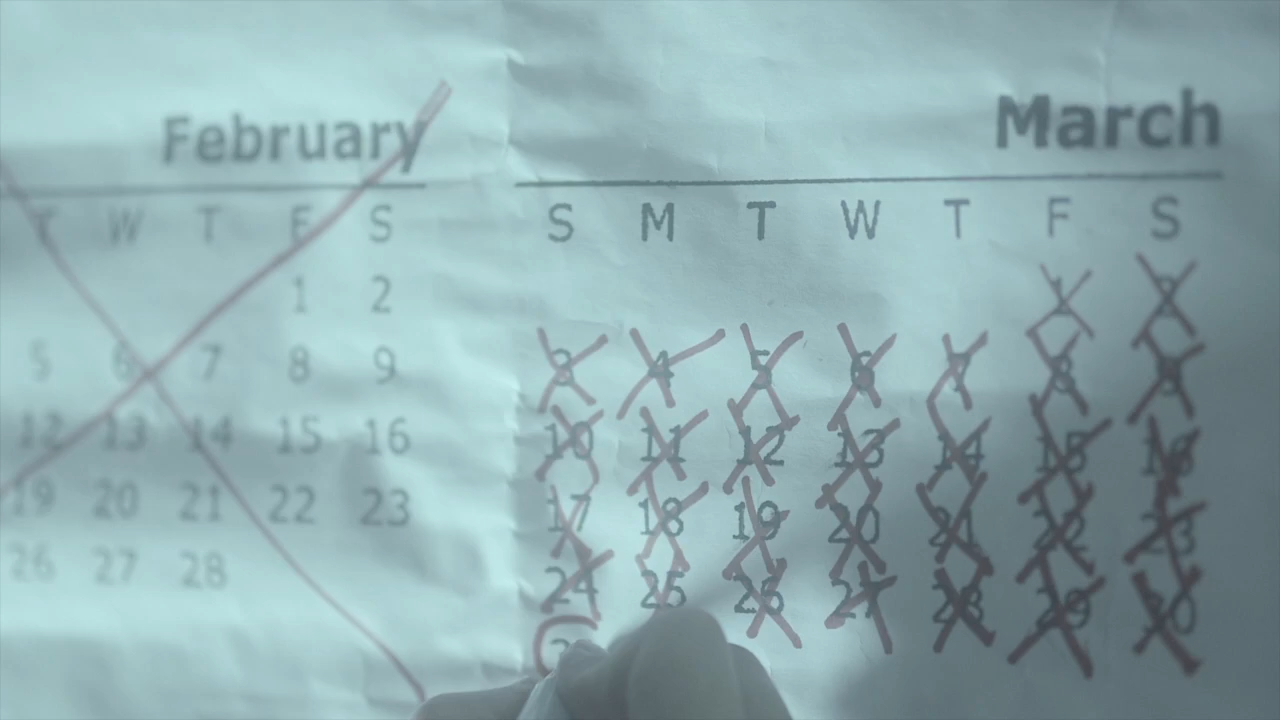 February
T W T F S
1 2
5 6 7 8 9
12 13 14 15 16
19 20 21 22 23
26 27 28
March
S M T W T F S
1 2
3 4 5 6 7 8 9
10 11 12 13 14 15 16
17 18 19 20 21 22 23
24 25 26 27 28 29 30